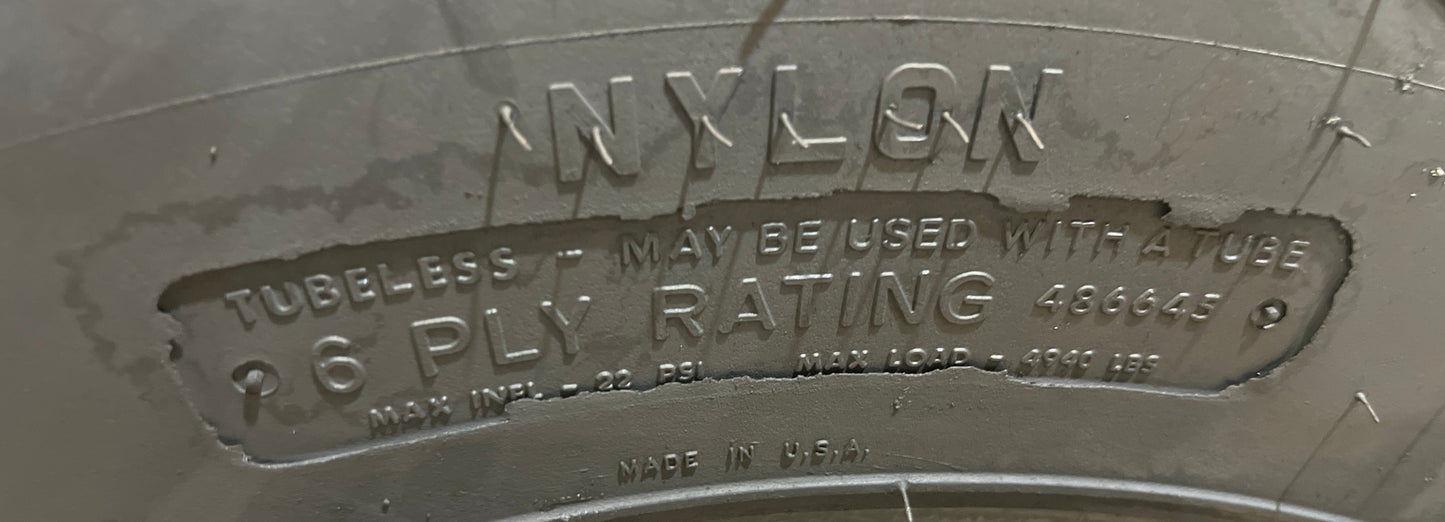 NYLON
TUBELESS - MAY BE USED WITH A TUBE
6 PLY RATING 486643
MAX INFL - 22 PSI MAX LOAD - 4940 LBS
MADE IN U.S.A.